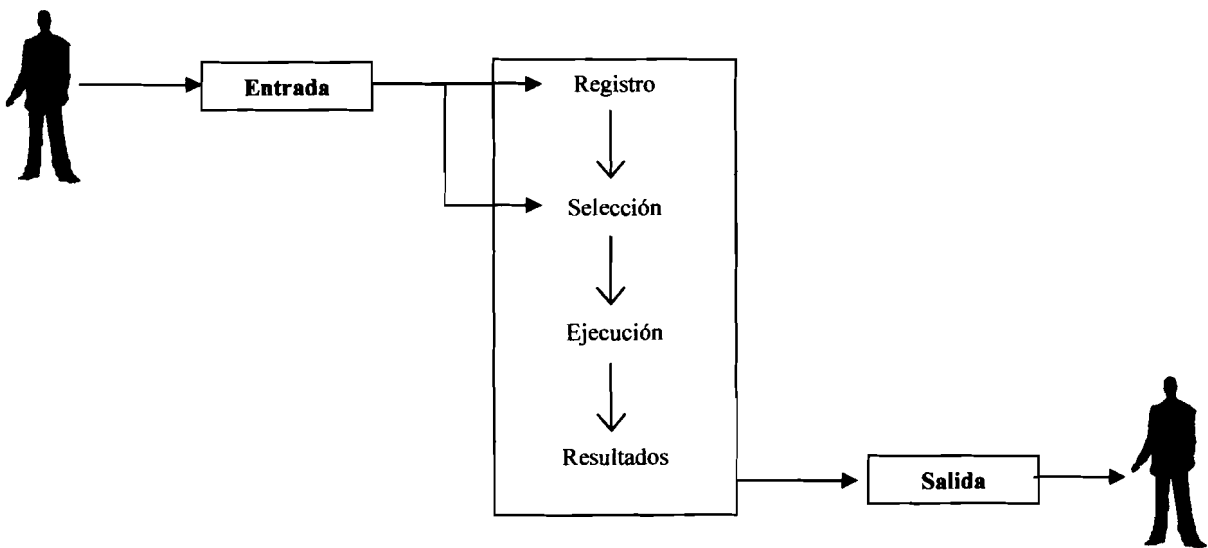 Entrada
Registro
Selección
Ejecución
Resultados
Salida